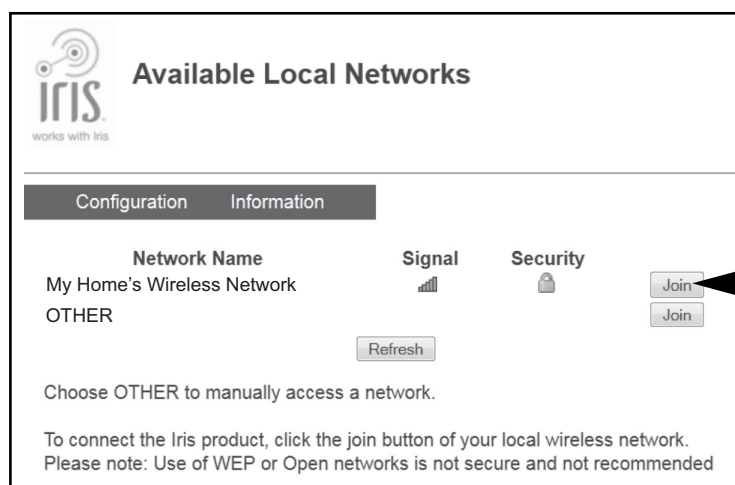 Available Local Networks
IrIS
works with Iris
Configuration Information
Network Name Signal Security
My Home’s Wireless Network Join
OTHER Join
Refresh
Choose OTHER to manually access a network.
To connect the Iris product, click the join button of your local wireless network.
Please note: Use of WEP or Open networks is not secure and not recommended